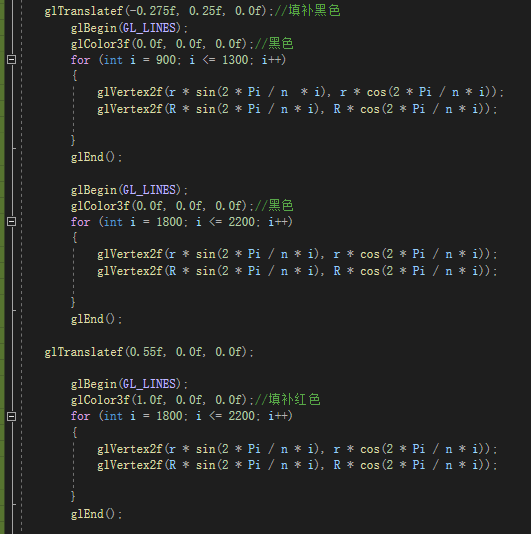 glTranslatef(-0.275f, 0.25f, 0.0f);//填补黑色
glBegin(GL_LINES);
glColor3f(0.0f, 0.0f, 0.0f);//黑色
for (int i = 900; i <= 1300; i++)
{
glVertex2f(r * sin(2 * Pi / n  * i), r * cos(2 * Pi / n * i));
glVertex2f(R * sin(2 * Pi / n * i), R * cos(2 * Pi / n * i));
}
glEnd();
glBegin(GL_LINES);
glColor3f(0.0f, 0.0f, 0.0f);//黑色
for (int i = 1800; i <= 2200; i++)
{
glVertex2f(r * sin(2 * Pi / n * i), r * cos(2 * Pi / n * i));
glVertex2f(R * sin(2 * Pi / n * i), R * cos(2 * Pi / n * i));
}
glEnd();
glTranslatef(0.55f, 0.0f, 0.0f);
glBegin(GL_LINES);
glColor3f(1.0f, 0.0f, 0.0f);//填补红色
for (int i = 1800; i <= 2200; i++)
{
glVertex2f(r * sin(2 * Pi / n * i), r * cos(2 * Pi / n * i));
glVertex2f(R * sin(2 * Pi / n * i), R * cos(2 * Pi / n * i));
}
glEnd();